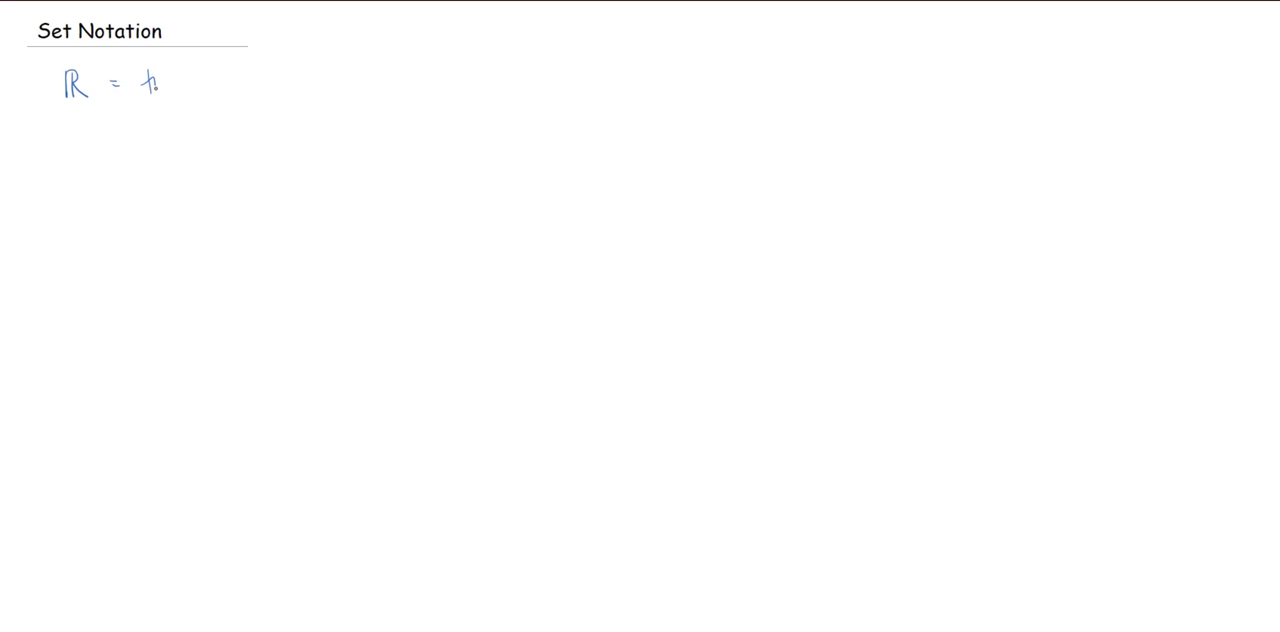 Set Notation
ℝ =